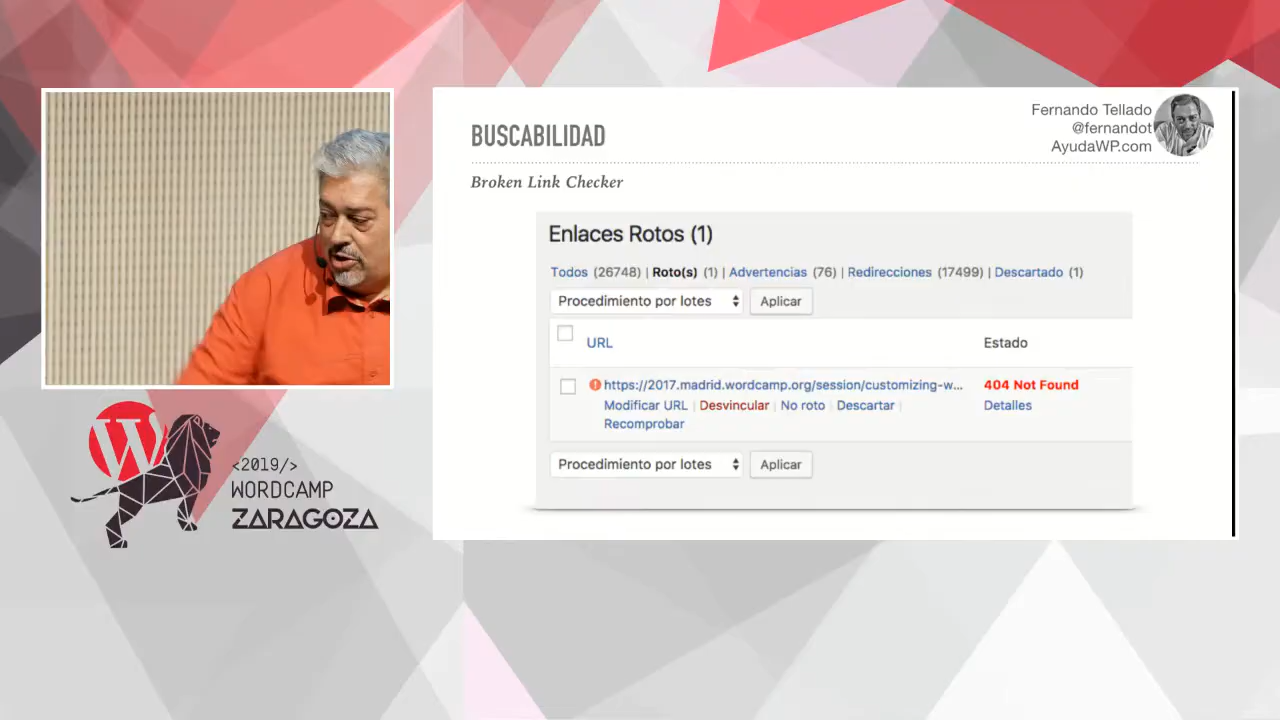 Fernando Tellado
@fernandot
AyudaWP.com
BUSCABILIDAD
Broken Link Checker
Enlaces Rotos (1)
Todos (26748) | Roto(s) (1) | Advertencias (76) | Redirecciones (17499) | Descartado (1)
Procedimiento por lotes Aplicar
URL Estado
https://2017.madrid.wordcamp.org/session/customizing-w... 404 Not Found
Modificar URL | Desvincular | No roto | Descartar | Detalles
Recomprobar
Procedimiento por lotes Aplicar
W
<2019/>
WORDCAMP
ZARAGOZA